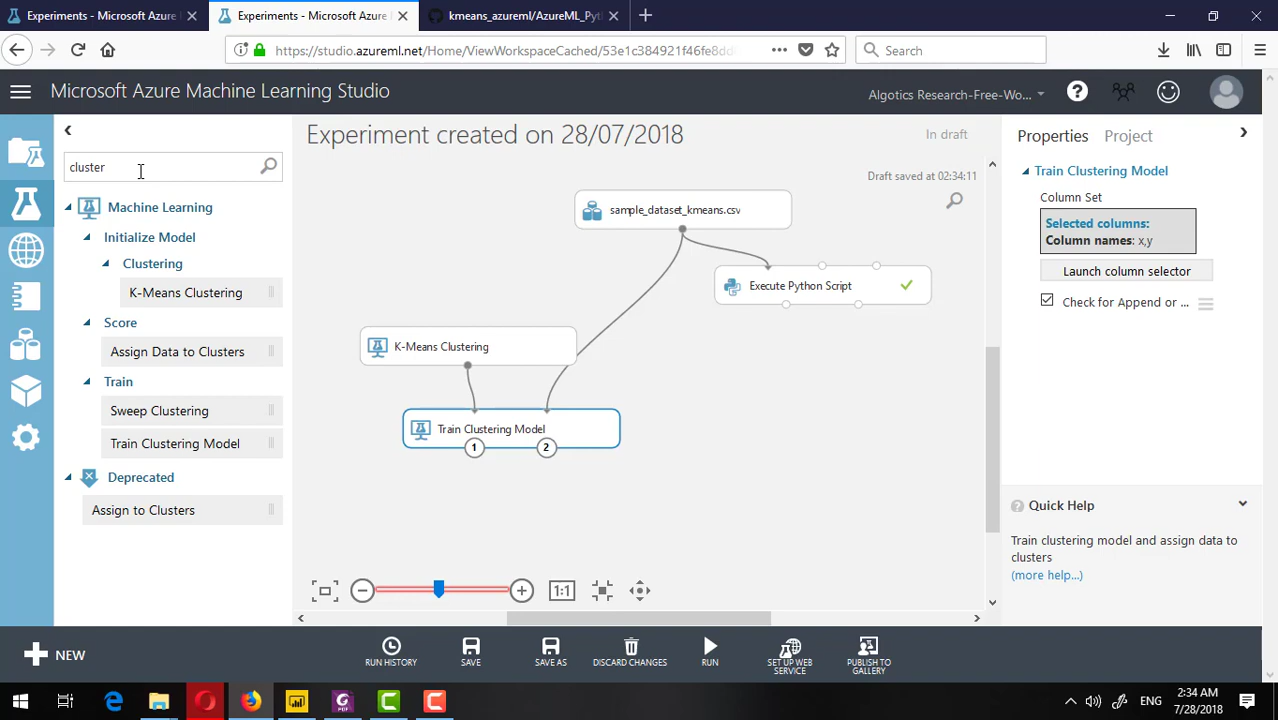 Experiments - Microsoft Azure
Experiments - Microsoft Azure M
kmeans_azureml/AzureML_Pyt
https://studio.azureml.net/Home/ViewWorkspaceCached/53e1c384921f46fe8dd
Search
Microsoft Azure Machine Learning Studio
Algotics Research-Free-Wo...
cluster
Machine Learning
Initialize Model
Clustering
K-Means Clustering
Score
Assign Data to Clusters
Train
Sweep Clustering
Train Clustering Model
Deprecated
Assign to Clusters
Experiment created on 28/07/2018
In draft
Draft saved at 02:34:11
sample_dataset_kmeans.csv
Execute Python Script
K-Means Clustering
Train Clustering Model
1
2
1:1
Properties
Project
Train Clustering Model
Column Set
Selected columns:
Column names: x,y
Launch column selector
Check for Append or ...
Quick Help
Train clustering model and assign data to
clusters
(more help...)
NEW
RUN HISTORY
SAVE
SAVE AS
DISCARD CHANGES
RUN
SET UP WEB
SERVICE
PUBLISH TO
GALLERY
ENG
2:34 AM
7/28/2018